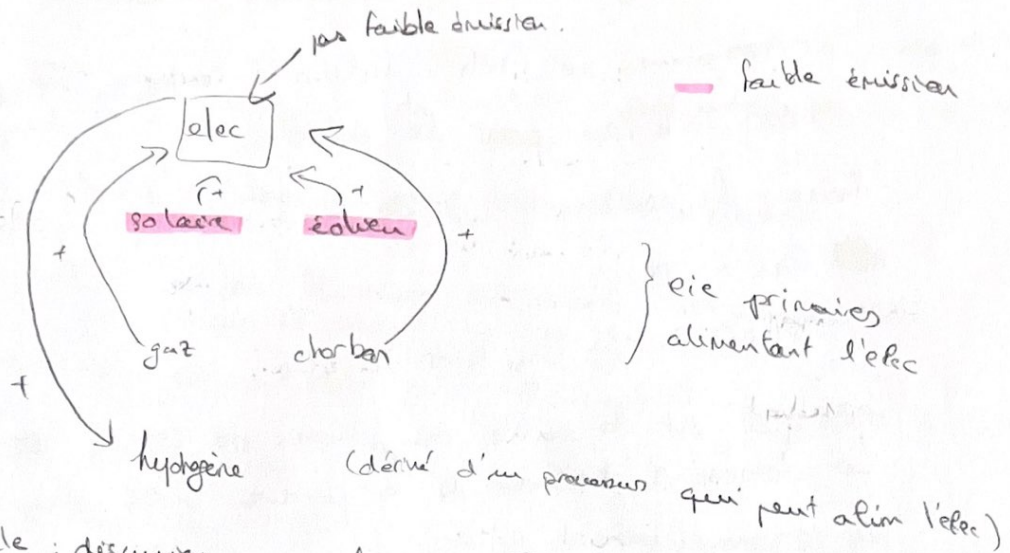 pas faible émission.
faible émission
elec
+
+
solaire
éolien
+
+
gaz
charbon
eie primaires
alimentant l'elec
+
hydrogène
(dérivé d'un processus qui peut alim l'elec)